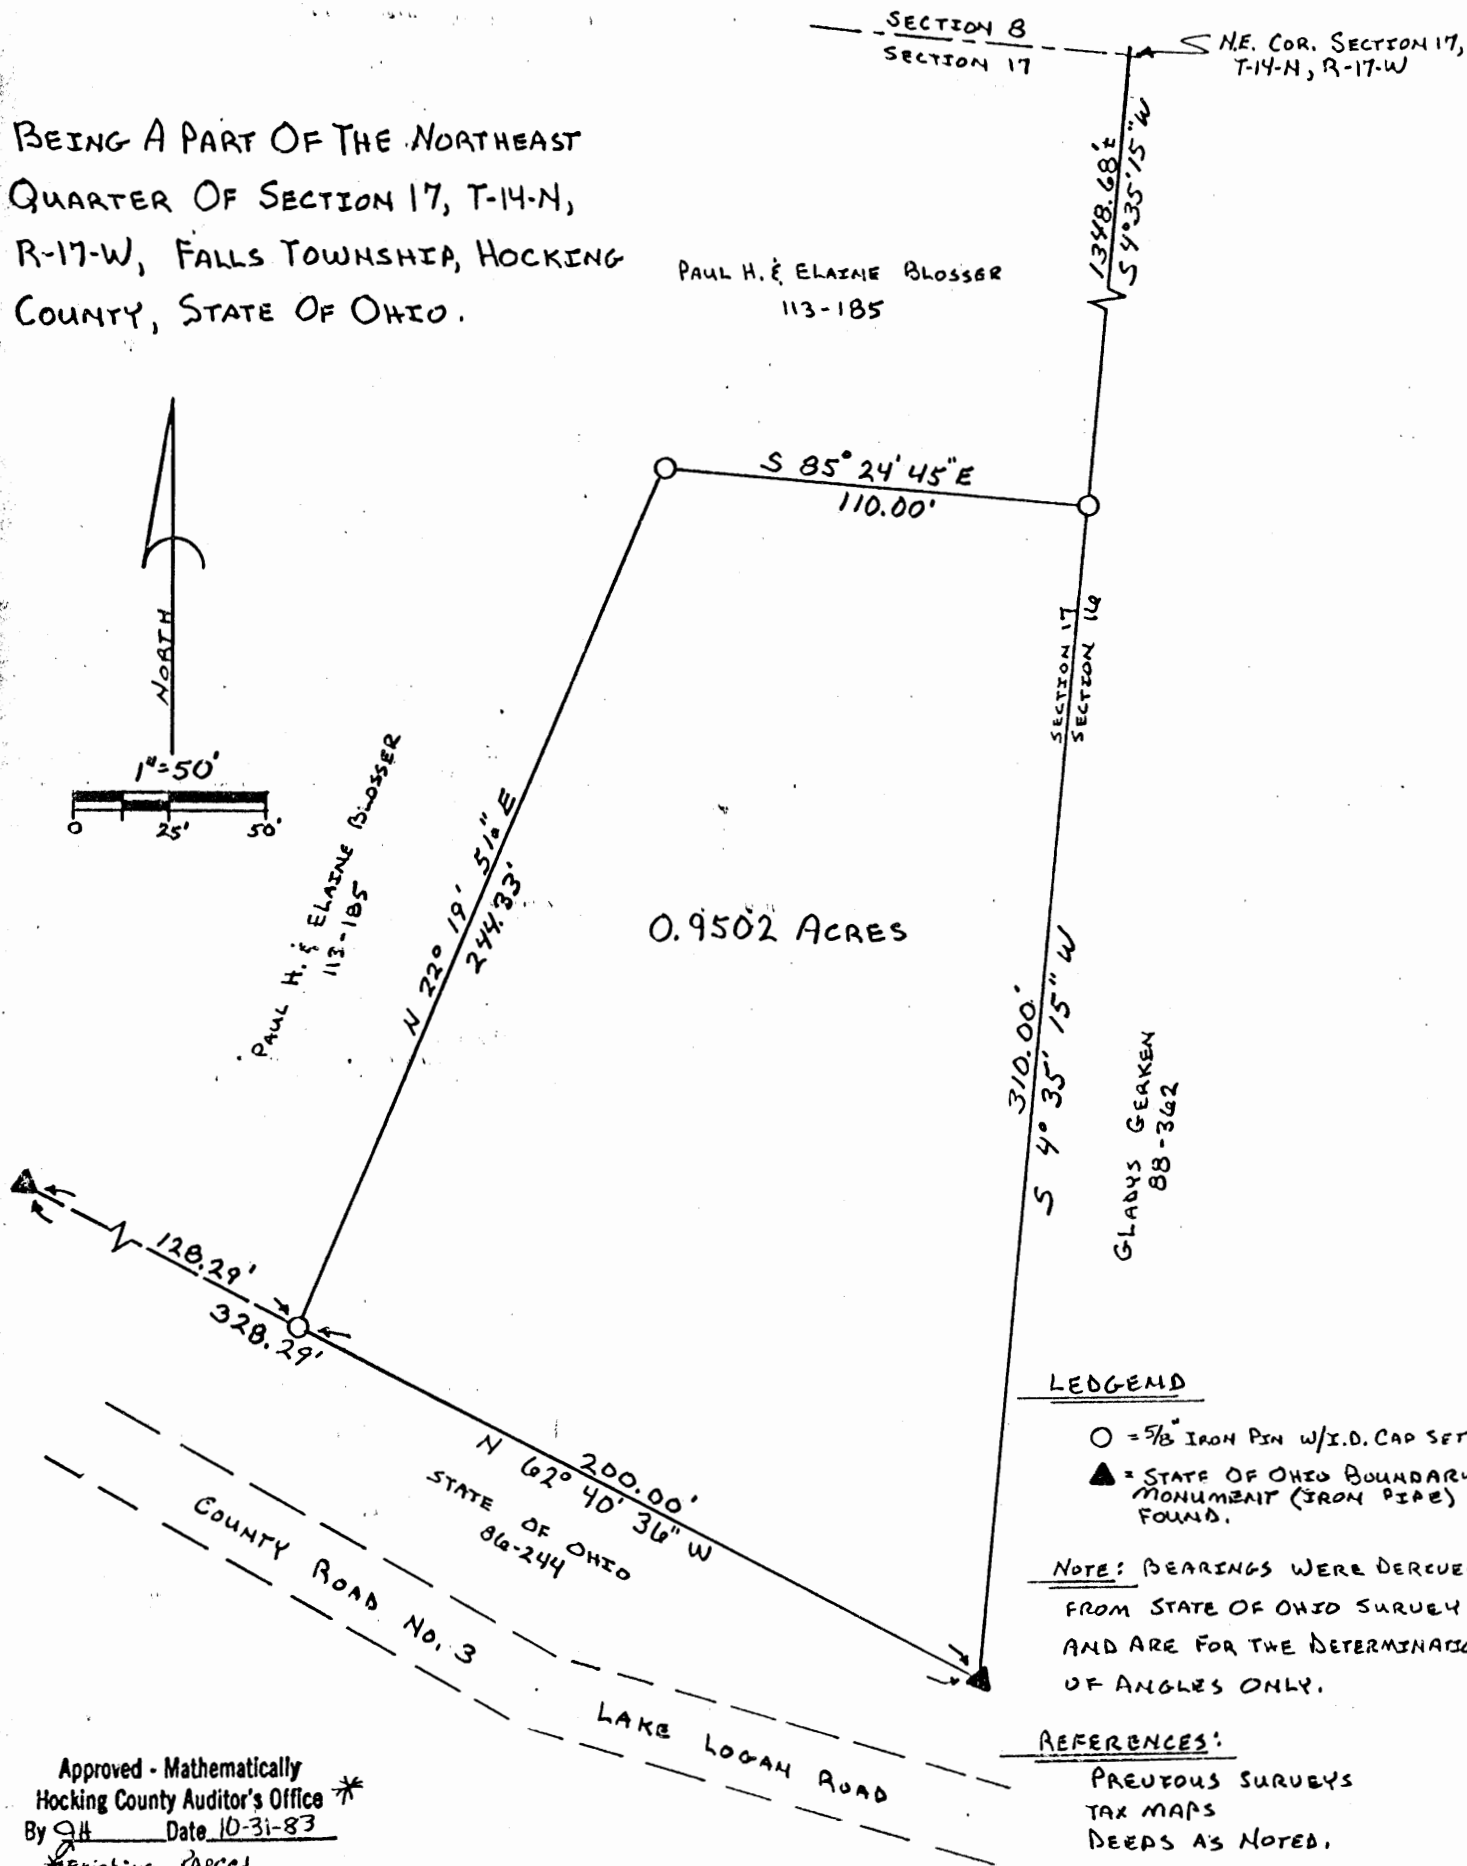 SECTION 8
SECTION 17
N.E. COR. SECTION 17,
T-14-N, R-17-W
BEING A PART OF THE NORTHEAST
QUARTER OF SECTION 17, T-14-N,
R-17-W, FALLS TOWNSHIP, HOCKING
COUNTY, STATE OF OHIO.
PAUL H. & ELAINE BLOSSER
113-185
1348.68'±
S 4° 35' 15" W
S 85° 24' 45" E
110.00'
NORTH
1"=50'
0 25' 50'
SECTION 17
SECTION 16
PAUL H. & ELAINE BLOSSER
113-185
N 22° 19' 51" E
244.33'
0.9502 ACRES
310.00'
S 4° 35' 15" W
GLADYS GERKEN
88-362
128.29'
328.29'
200.00'
N 62° 40' 36" W
STATE OF OHIO
86-244
COUNTY ROAD NO. 3
LAKE LOGAN ROAD
LEDGEND
○ = 5/8" IRON PIN W/I.D. CAP SET
▲ = STATE OF OHIO BOUNDARY
MONUMENT (IRON PIPE)
FOUND.
NOTE: BEARINGS WERE DERIVE
FROM STATE OF OHIO SURVEY
AND ARE FOR THE DETERMINATIO
OF ANGLES ONLY.
REFERENCES:
PREVIOUS SURVEYS
TAX MAPS
DEEDS AS NOTED.
Approved - Mathematically
Hocking County Auditor's Office *
By JH Date 10-31-83
*Existing Parcel